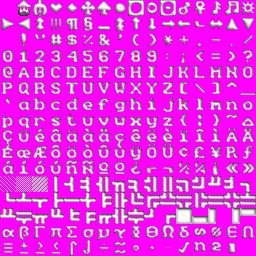 ☺☻♥♦♣♠•◘○◙♂♀♪♫☼
►◄↕‼¶§▬↨↑↓→←∟↔▲▼
!"#$%&'()*+,-./
0123456789:;<=>?
@ABCDEFGHIJKLMNO
PQRSTUVWXYZ[\]^_
`abcdefghijklmno
pqrstuvwxyz{|}~⌂
ÇüéâäàåçêëèïîìÄÅ
ÉæÆôöòûùÿÖÜ¢£¥₧ƒ
áíóúñÑªº¿⌐¬½¼¡«»
αßΓπΣσµτΦΘΩδ∞φε∩
≡±≥≤⌠⌡÷≈°∙·√ⁿ²■